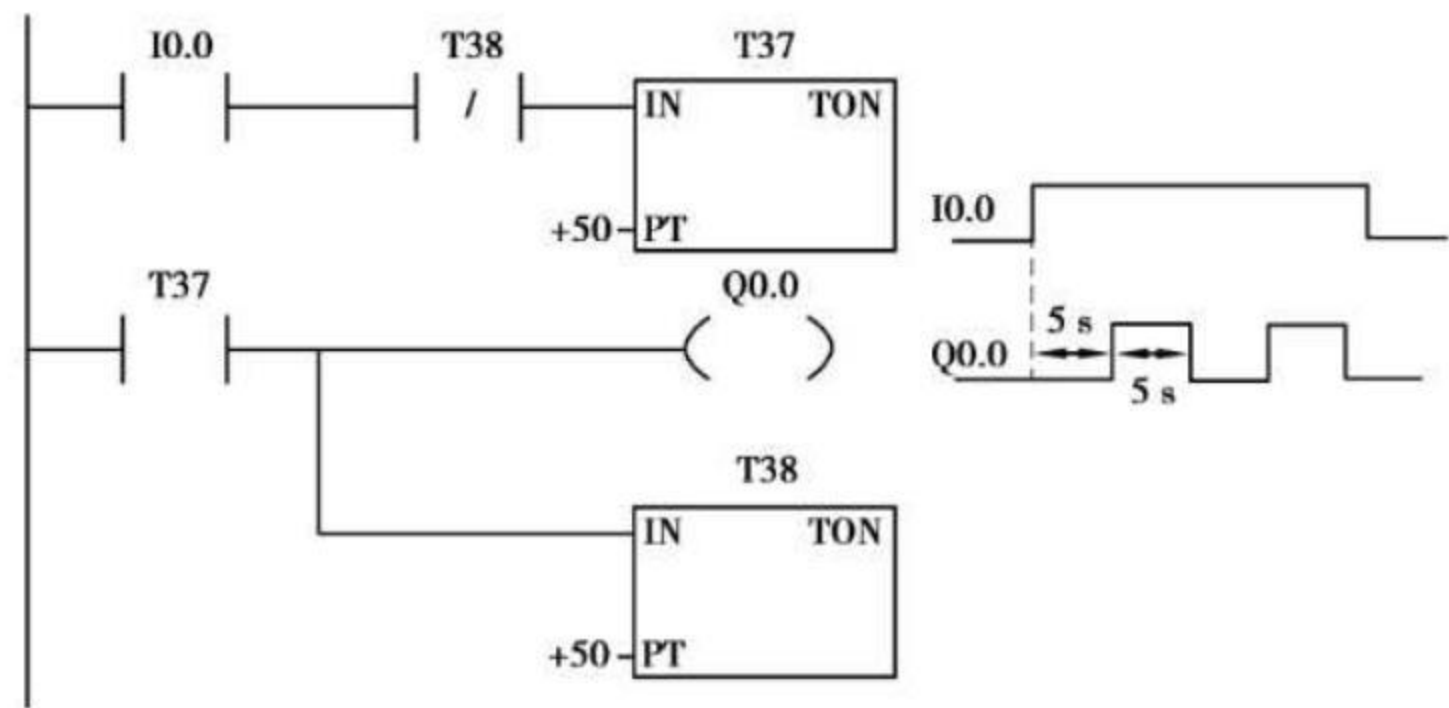 I0.0 T38 T37
/ IN TON
+50 PT
I0.0
T37 Q0.0
5 s
Q0.0
5 s
T38
IN TON
+50 PT